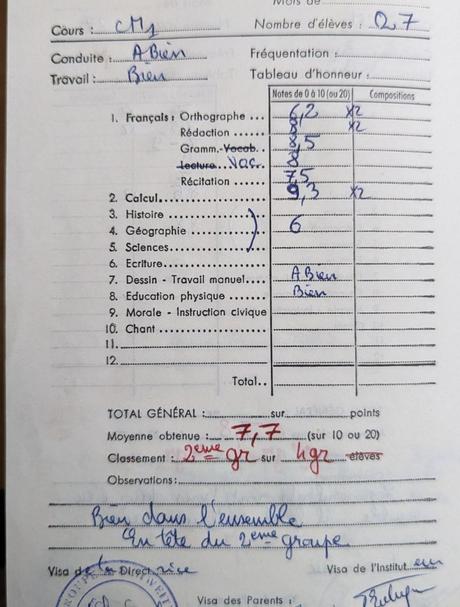 Mois de
Cours : CM1 Nombre d'élèves : 27
Conduite : A Bien Fréquentation :
Travail : Bien Tableau d'honneur :
Notes de 0 à 10 (ou 20) Compositions
1. Français : Orthographe ... 6,2 x2
Rédaction ...... 8 x2
Gramm.-Vocab. .. 8,5
Lecture.. Voc. 8
Récitation ...... 7,5
2. Calcul................ 9,3 x2
3. Histoire ................
4. Géographie ........... 6
5. Sciences................
6. Ecriture................
7. Dessin - Travail manuel.... A Bien
8. Education physique ....... Bien
9. Morale - Instruction civique
10. Chant ................
11.
12.
Total..
TOTAL GÉNÉRAL : sur points
Moyenne obtenue : 7,7 (sur 10 ou 20)
Classement : 2eme gr sur 4gr élèves
Observations :
Bien dans l'ensemble
En tête du 2eme groupe
Visa de la Directrice Visa de l'Institut eur
Visa des Parents :